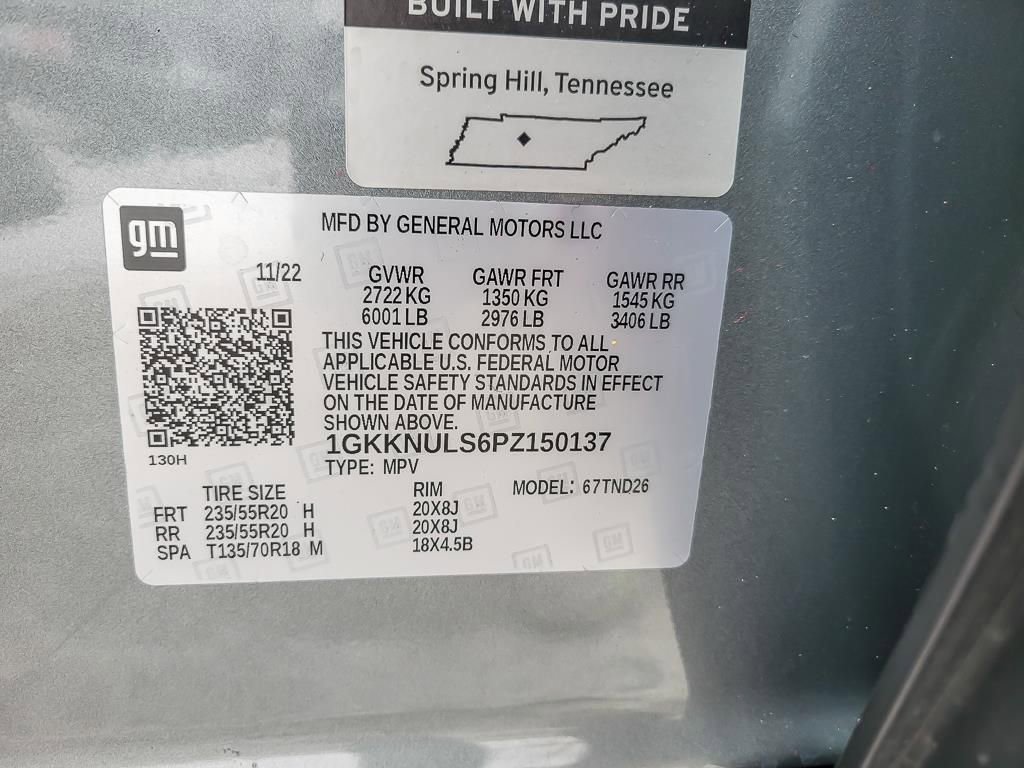 BUILT WITH PRIDE
Spring Hill, Tennessee
gm
MFD BY GENERAL MOTORS LLC
11/22 GVWR GAWR FRT GAWR RR
2722 KG 1350 KG 1545 KG
6001 LB 2976 LB 3406 LB
THIS VEHICLE CONFORMS TO ALL
APPLICABLE U.S. FEDERAL MOTOR
VEHICLE SAFETY STANDARDS IN EFFECT
ON THE DATE OF MANUFACTURE
SHOWN ABOVE.
1GKKNULS6PZ150137
130H
TYPE: MPV
TIRE SIZE RIM MODEL: 67TND26
FRT 235/55R20 H 20X8J
RR 235/55R20 H 20X8J
SPA T135/70R18 M 18X4.5B